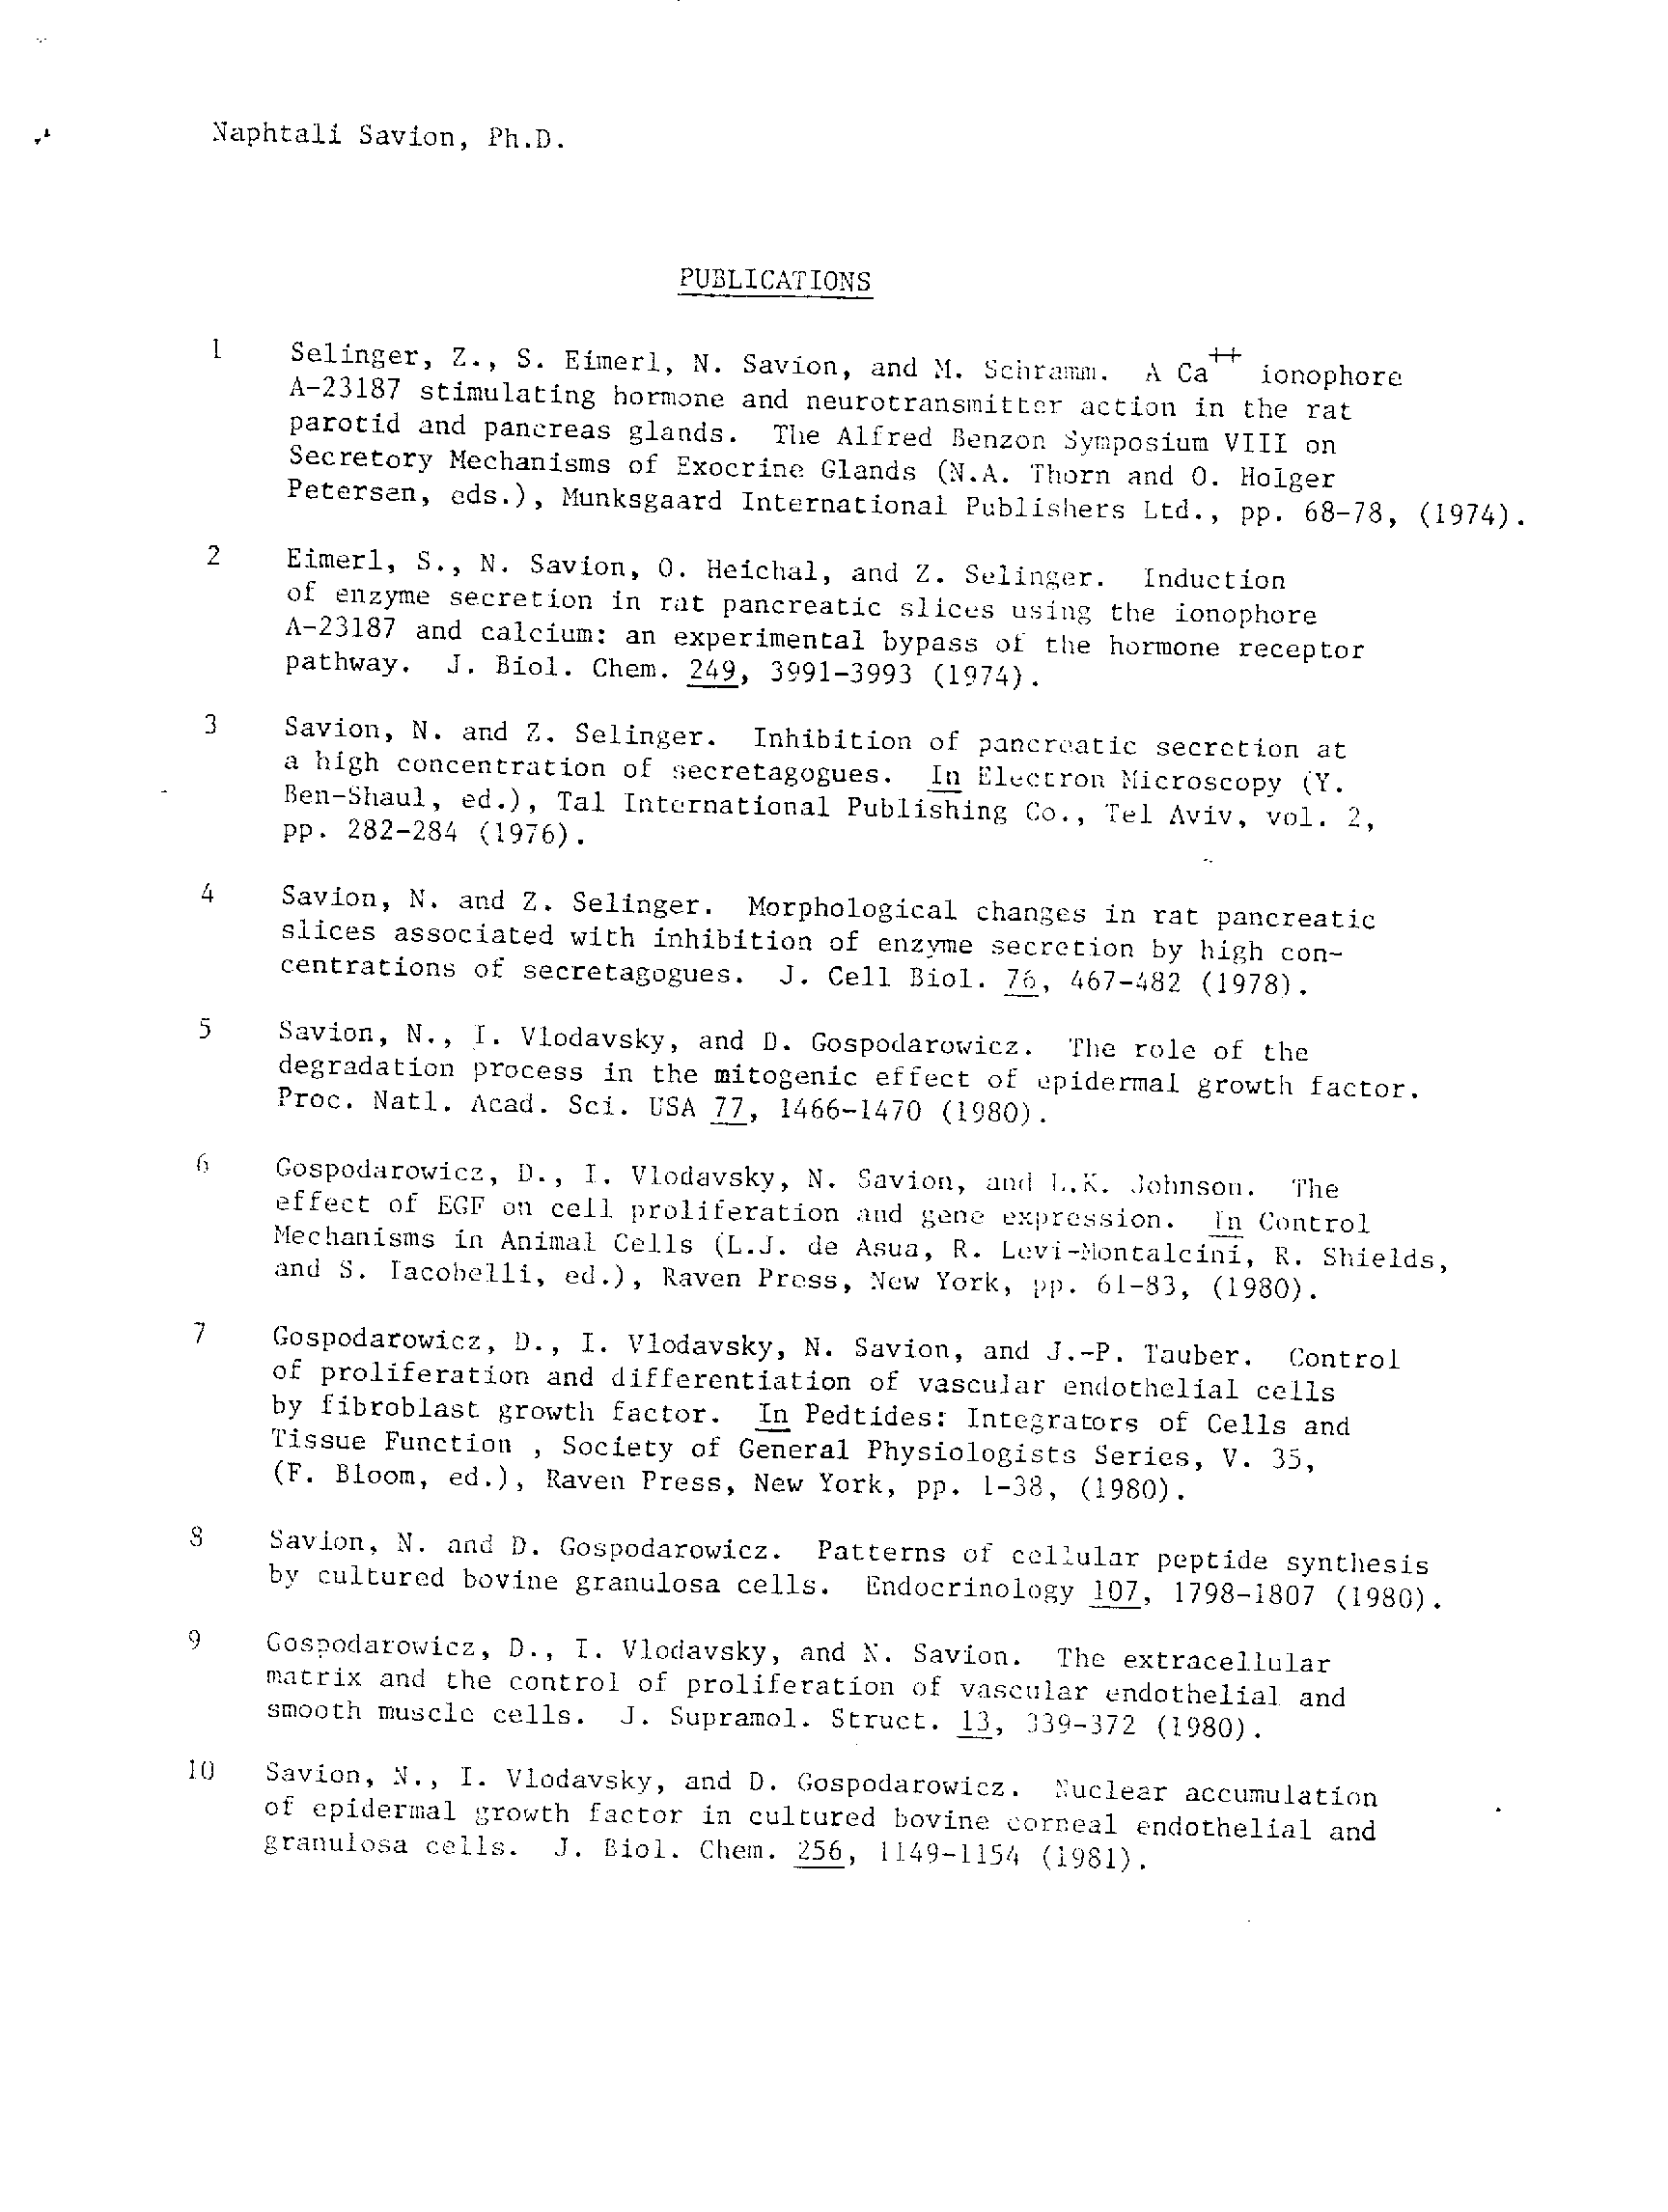 Naphtali Savion, Ph.D.
PUBLICATIONS
1 Selinger, Z., S. Eimerl, N. Savion, and M. Schramm. A Ca++ ionophore
A-23187 stimulating hormone and neurotransmitter action in the rat
parotid and pancreas glands. The Alfred Benzon Symposium VIII on
Secretory Mechanisms of Exocrine Glands (N.A. Thorn and O. Holger
Petersen, eds.), Munksgaard International Publishers Ltd., pp. 68-78, (1974).
2 Eimerl, S., N. Savion, O. Heichal, and Z. Selinger. Induction
of enzyme secretion in rat pancreatic slices using the ionophore
A-23187 and calcium: an experimental bypass of the hormone receptor
pathway. J. Biol. Chem. 249, 3991-3993 (1974).
3 Savion, N. and Z. Selinger. Inhibition of pancreatic secretion at
a high concentration of secretagogues. In Electron Microscopy (Y.
Ben-Shaul, ed.), Tal International Publishing Co., Tel Aviv, vol. 2,
pp. 282-284 (1976).
4 Savion, N. and Z. Selinger. Morphological changes in rat pancreatic
slices associated with inhibition of enzyme secretion by high con-
centrations of secretagogues. J. Cell Biol. 76, 467-482 (1978).
5 Savion, N., I. Vlodavsky, and D. Gospodarowicz. The role of the
degradation process in the mitogenic effect of epidermal growth factor.
Proc. Natl. Acad. Sci. USA 77, 1466-1470 (1980).
6 Gospodarowicz, D., I. Vlodavsky, N. Savion, and L.K. Johnson. The
effect of EGF on cell proliferation and gene expression. In Control
Mechanisms in Animal Cells (L.J. de Asua, R. Levi-Montalcini, R. Shields,
and S. Iacobelli, ed.), Raven Press, New York, pp. 61-83, (1980).
7 Gospodarowicz, D., I. Vlodavsky, N. Savion, and J.-P. Tauber. Control
of proliferation and differentiation of vascular endothelial cells
by fibroblast growth factor. In Pedtides: Integrators of Cells and
Tissue Function , Society of General Physiologists Series, V. 35,
(F. Bloom, ed.), Raven Press, New York, pp. 1-38, (1980).
8 Savion, N. and D. Gospodarowicz. Patterns of cellular peptide synthesis
by cultured bovine granulosa cells. Endocrinology 107, 1798-1807 (1980).
9 Gospodarowicz, D., I. Vlodavsky, and N. Savion. The extracellular
matrix and the control of proliferation of vascular endothelial and
smooth muscle cells. J. Supramol. Struct. 13, 339-372 (1980).
10 Savion, N., I. Vlodavsky, and D. Gospodarowicz. Nuclear accumulation
of epidermal growth factor in cultured bovine corneal endothelial and
granulosa cells. J. Biol. Chem. 256, 1149-1154 (1981).